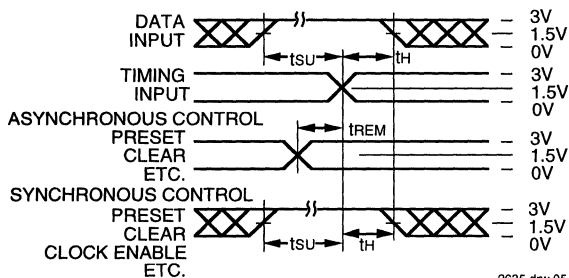 DATA INPUT
3V
1.5V
0V
tSU
tH
TIMING INPUT
3V
1.5V
0V
ASYNCHRONOUS CONTROL
PRESET
CLEAR
ETC.
tREM
3V
1.5V
0V
SYNCHRONOUS CONTROL
PRESET
CLEAR
CLOCK ENABLE
ETC.
tSU
tH
3V
1.5V
0V